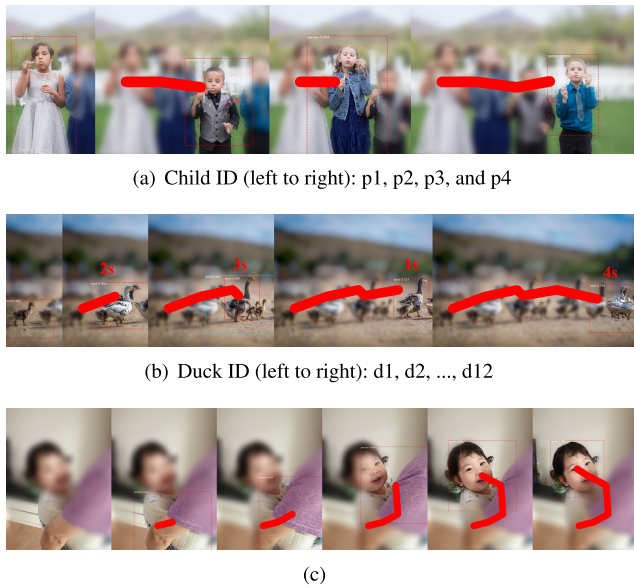 (a) Child ID (left to right): p1, p2, p3, and p4
2s
3s
1s
4s
(b) Duck ID (left to right): d1, d2, ..., d12
(c)